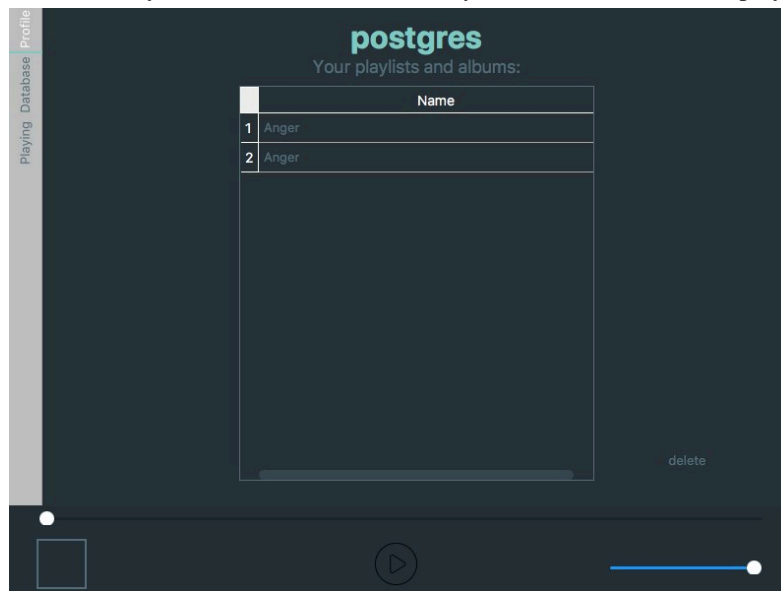 Profile
Database
Playing
postgres
Your playlists and albums:
Name
1 Anger
2 Anger
delete